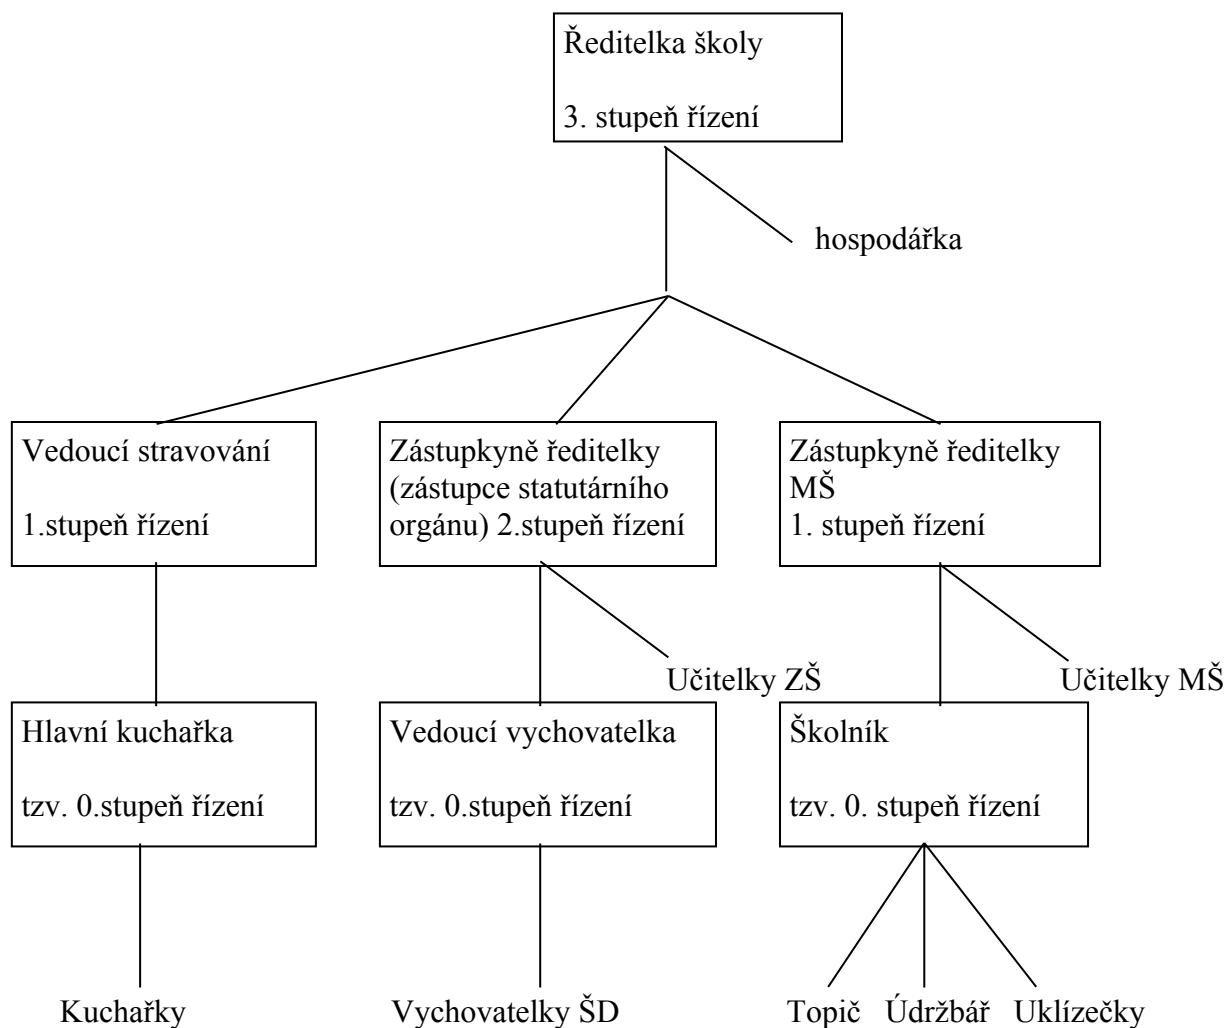 Ředitelka školy
3. stupeň řízení
hospodářka
Vedoucí stravování
1.stupeň řízení
Zástupkyně ředitelky
(zástupce statutárního
orgánu) 2.stupeň řízení
Zástupkyně ředitelky
MŠ
1. stupeň řízení
Učitelky ZŠ
Učitelky MŠ
Hlavní kuchařka
tzv. 0.stupeň řízení
Vedoucí vychovatelka
tzv. 0.stupeň řízení
Školník
tzv. 0. stupeň řízení
Kuchařky
Vychovatelky ŠD
Topič
Údržbář
Uklízečky